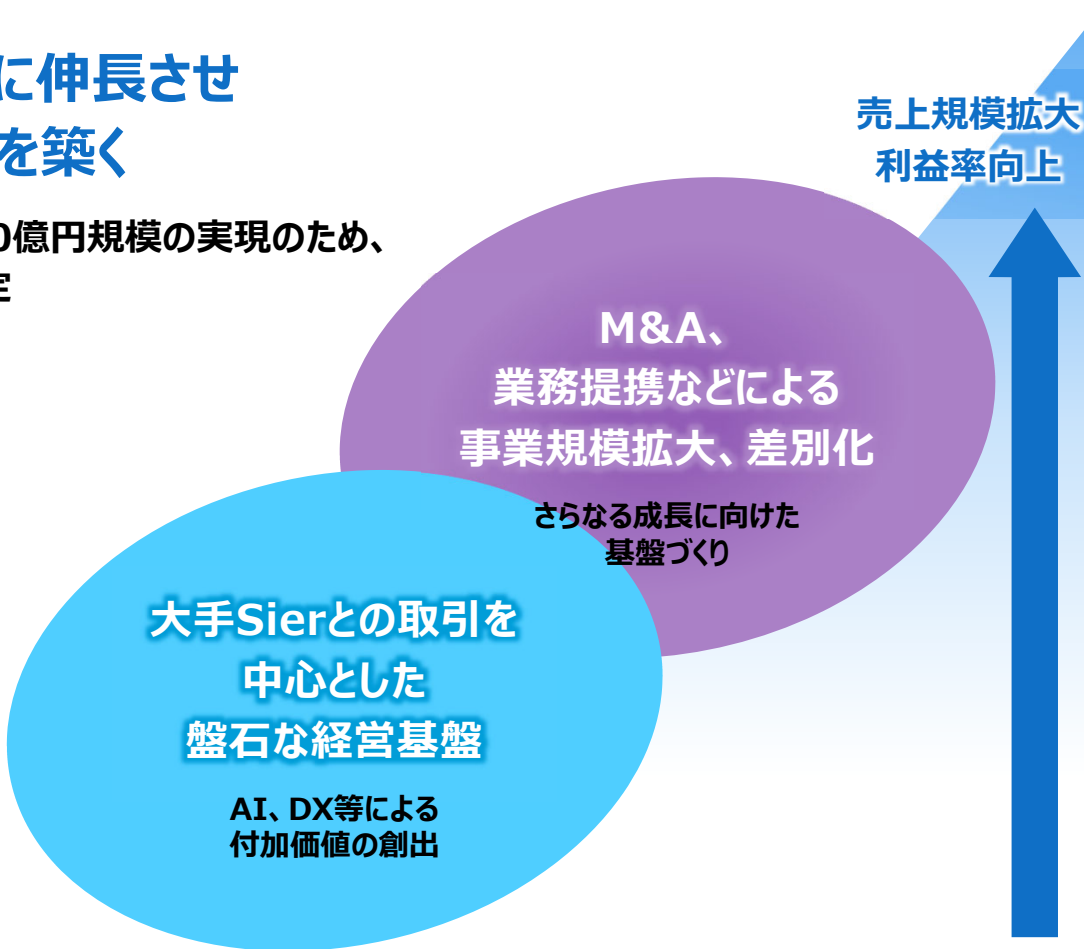 に伸長させ
を築く
0億円規模の実現のため、
定
売上規模拡大
利益率向上
M&A、
業務提携などによる
事業規模拡大、差別化
さらなる成長に向けた
基盤づくり
大手Sierとの取引を
中心とした
盤石な経営基盤
AI、DX等による
付加価値の創出